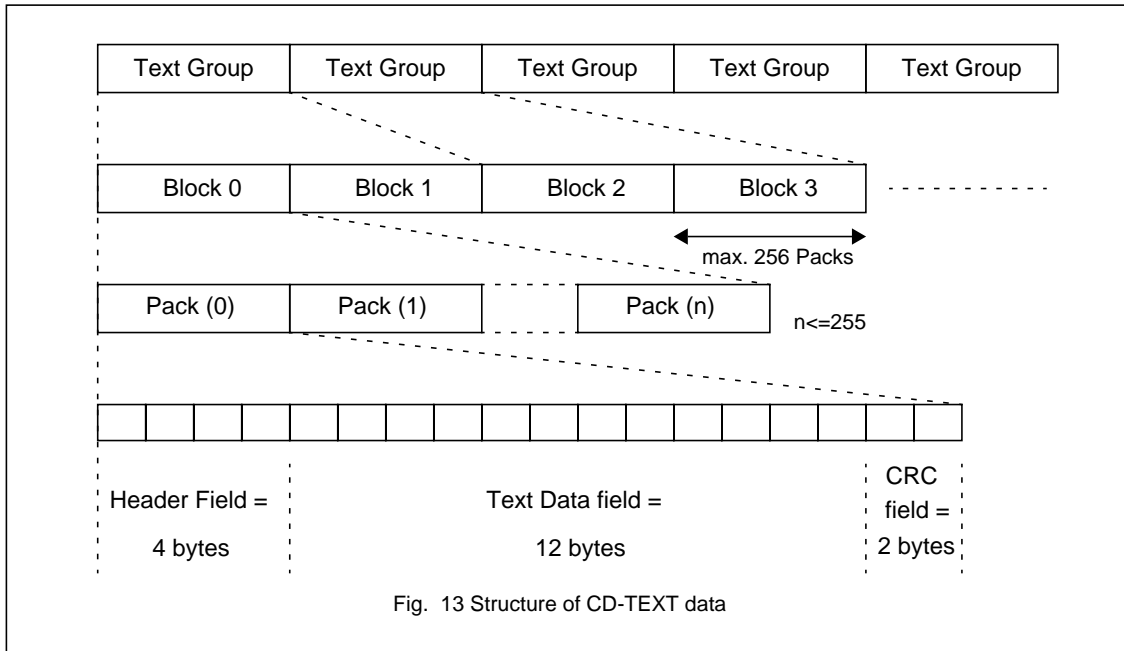 Text Group Text Group Text Group Text Group Text Group
Block 0 Block 1 Block 2 Block 3
max. 256 Packs
Pack (0) Pack (1) Pack (n)
n<=255
Header Field =
4 bytes
Text Data field =
12 bytes
CRC
field =
2 bytes
Fig. 13 Structure of CD-TEXT data